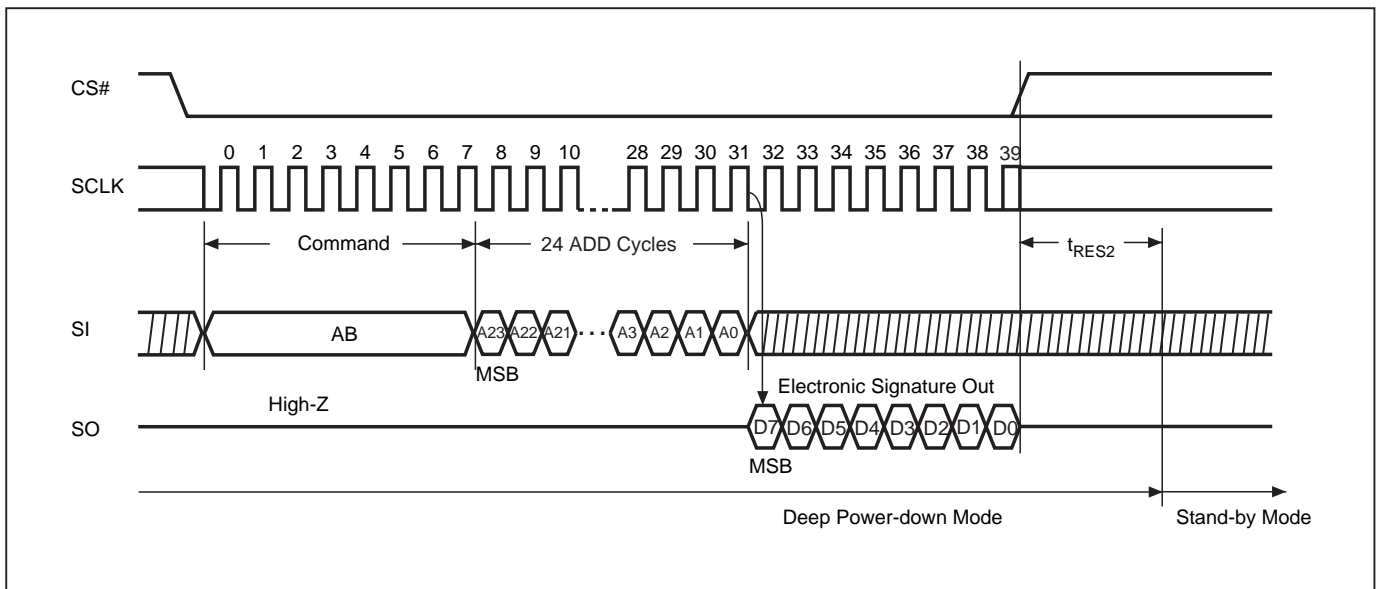 CS#
0 1 2 3 4 5 6 7 8 9 10 28 29 30 31 32 33 34 35 36 37 38 39
SCLK
Command 24 ADD Cycles tRES2
SI AB A23 A22 A21 · · · A3 A2 A1 A0
MSB
Electronic Signature Out
High-Z
SO D7 D6 D5 D4 D3 D2 D1 D0
MSB
Deep Power-down Mode Stand-by Mode